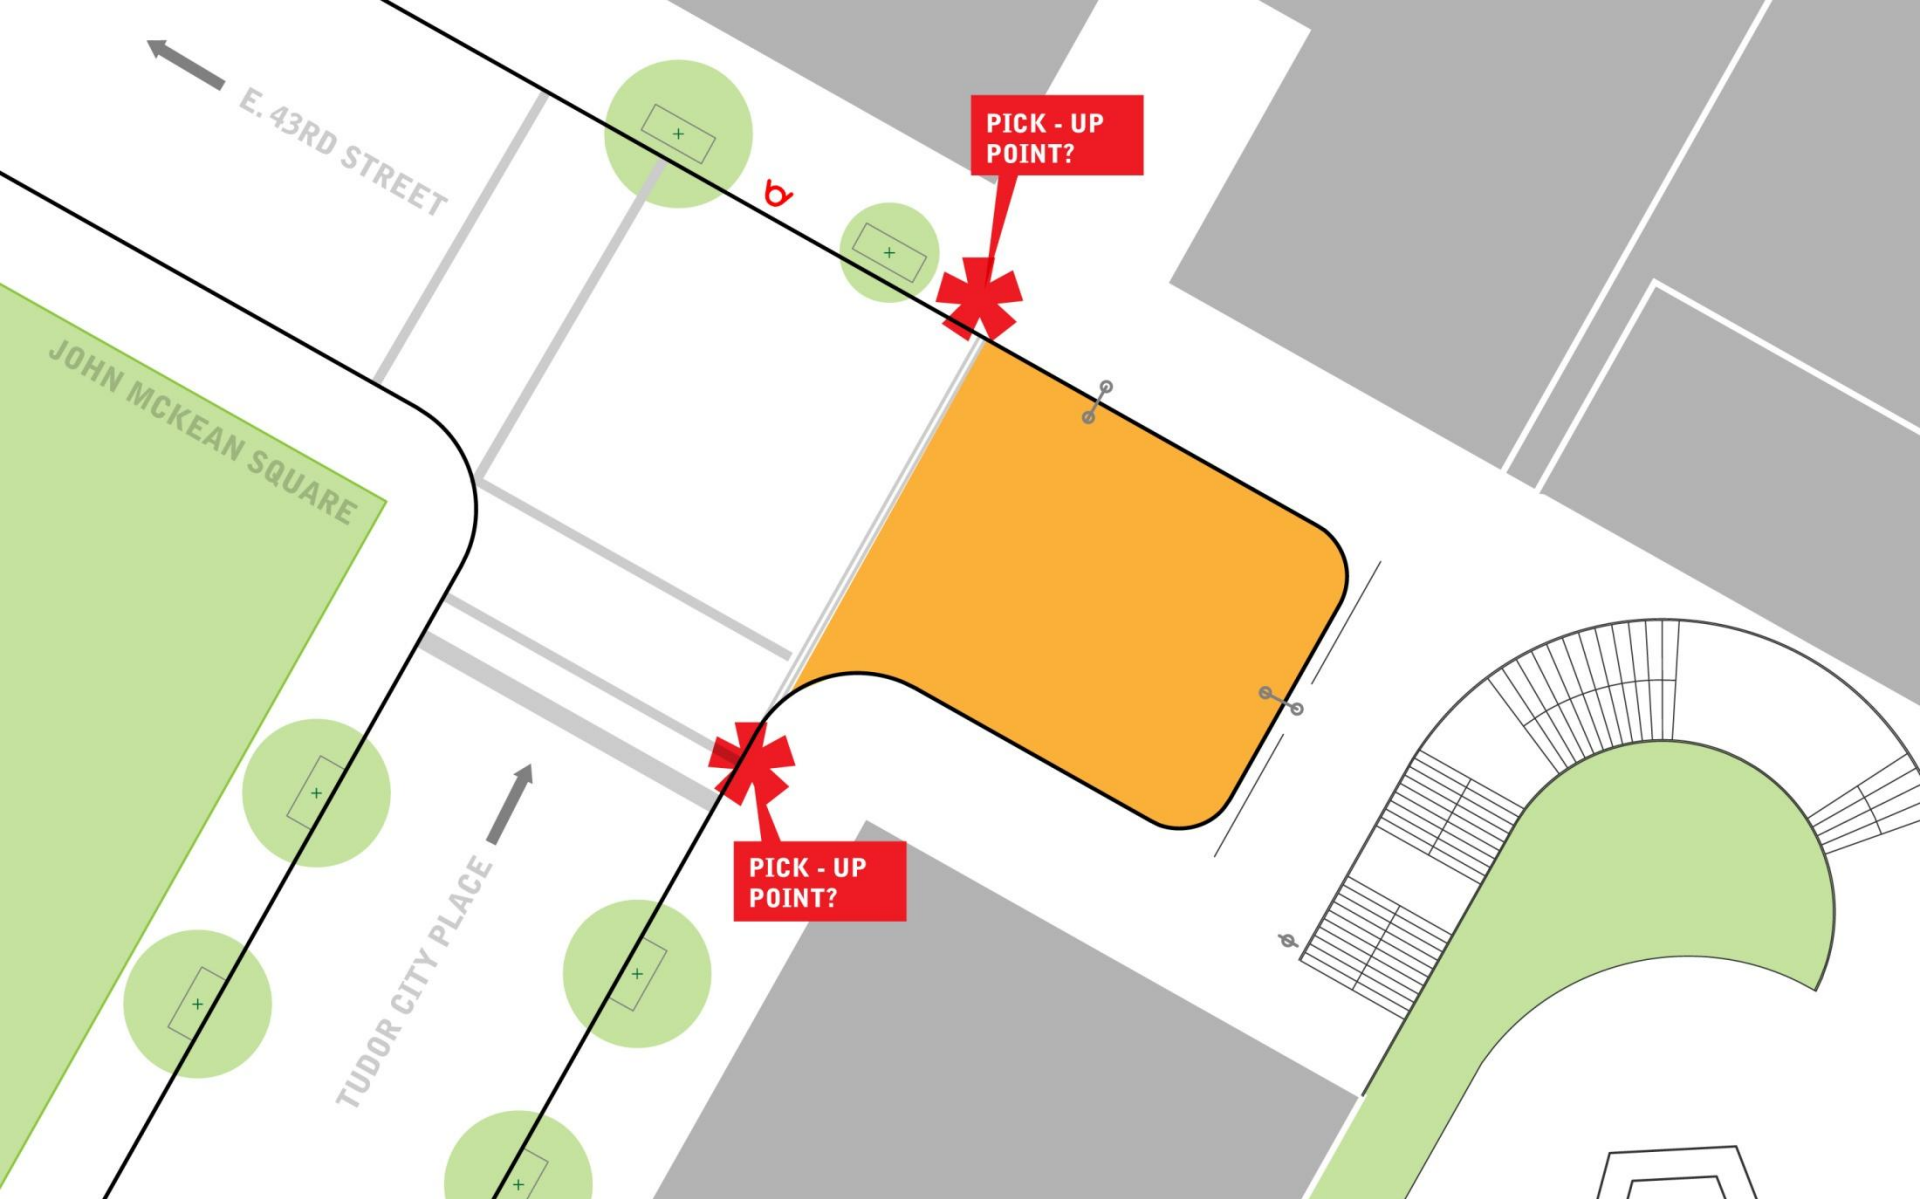 E. 43RD STREET
PICK - UP
POINT?
JOHN MCKEAN SQUARE
PICK - UP
POINT?
TUDOR CITY PLACE